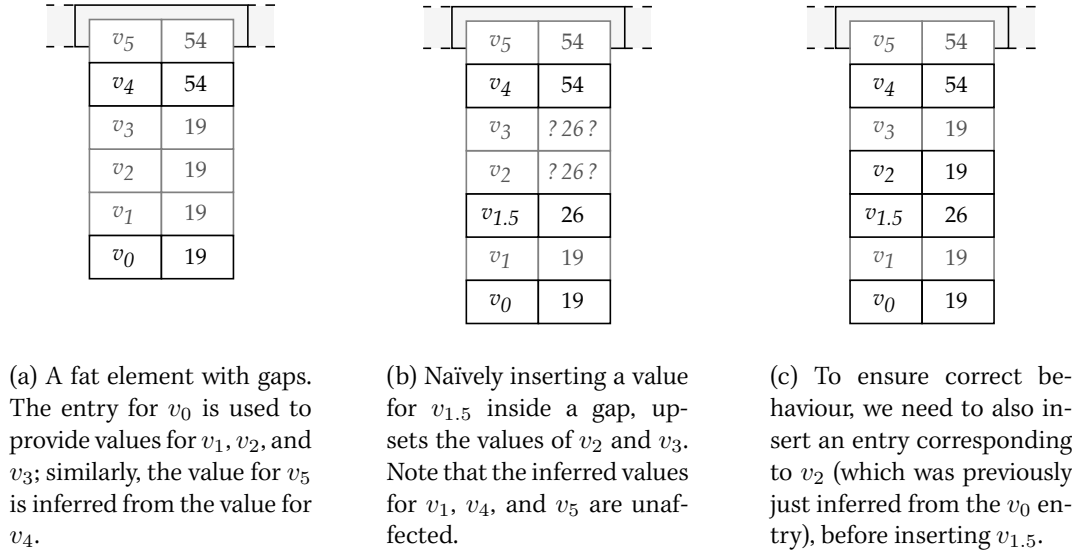 v5 54
v4 54
v3 19
v2 19
v1 19
v0 19
(a) A fat element with gaps.
The entry for v0 is used to
provide values for v1, v2, and
v3; similarly, the value for v5
is inferred from the value for
v4.
v5 54
v4 54
v3 ? 26 ?
v2 ? 26 ?
v1.5 26
v1 19
v0 19
(b) Naïvely inserting a value
for v1.5 inside a gap, up-
sets the values of v2 and v3.
Note that the inferred values
for v1, v4, and v5 are unaf-
fected.
v5 54
v4 54
v3 19
v2 19
v1.5 26
v1 19
v0 19
(c) To ensure correct be-
haviour, we need to also in-
sert an entry corresponding
to v2 (which was previously
just inferred from the v0 en-
try), before inserting v1.5.